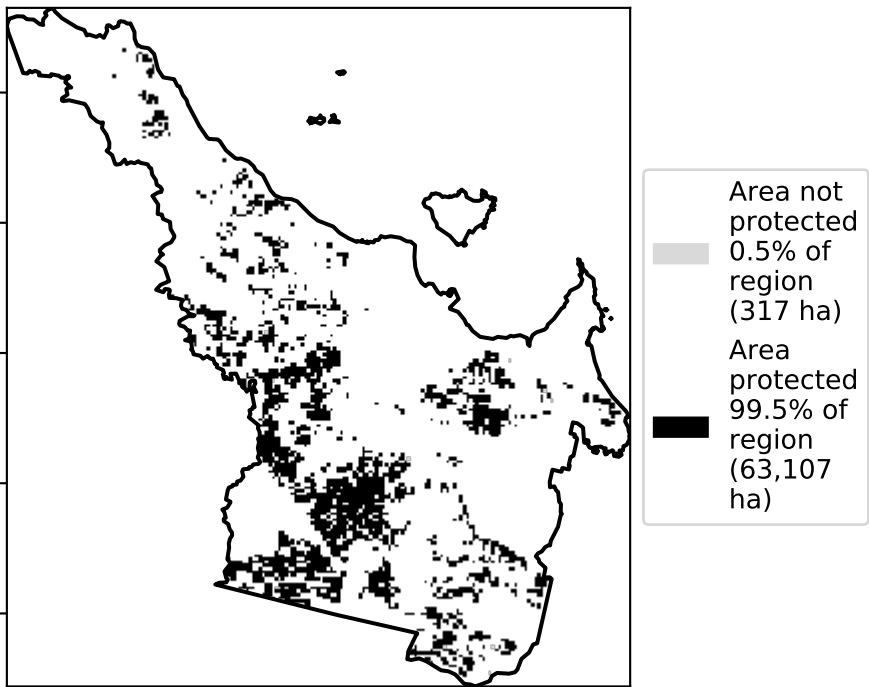 Area not
protected
0.5% of
region
(317 ha)
Area
protected
99.5% of
region
(63,107
ha)